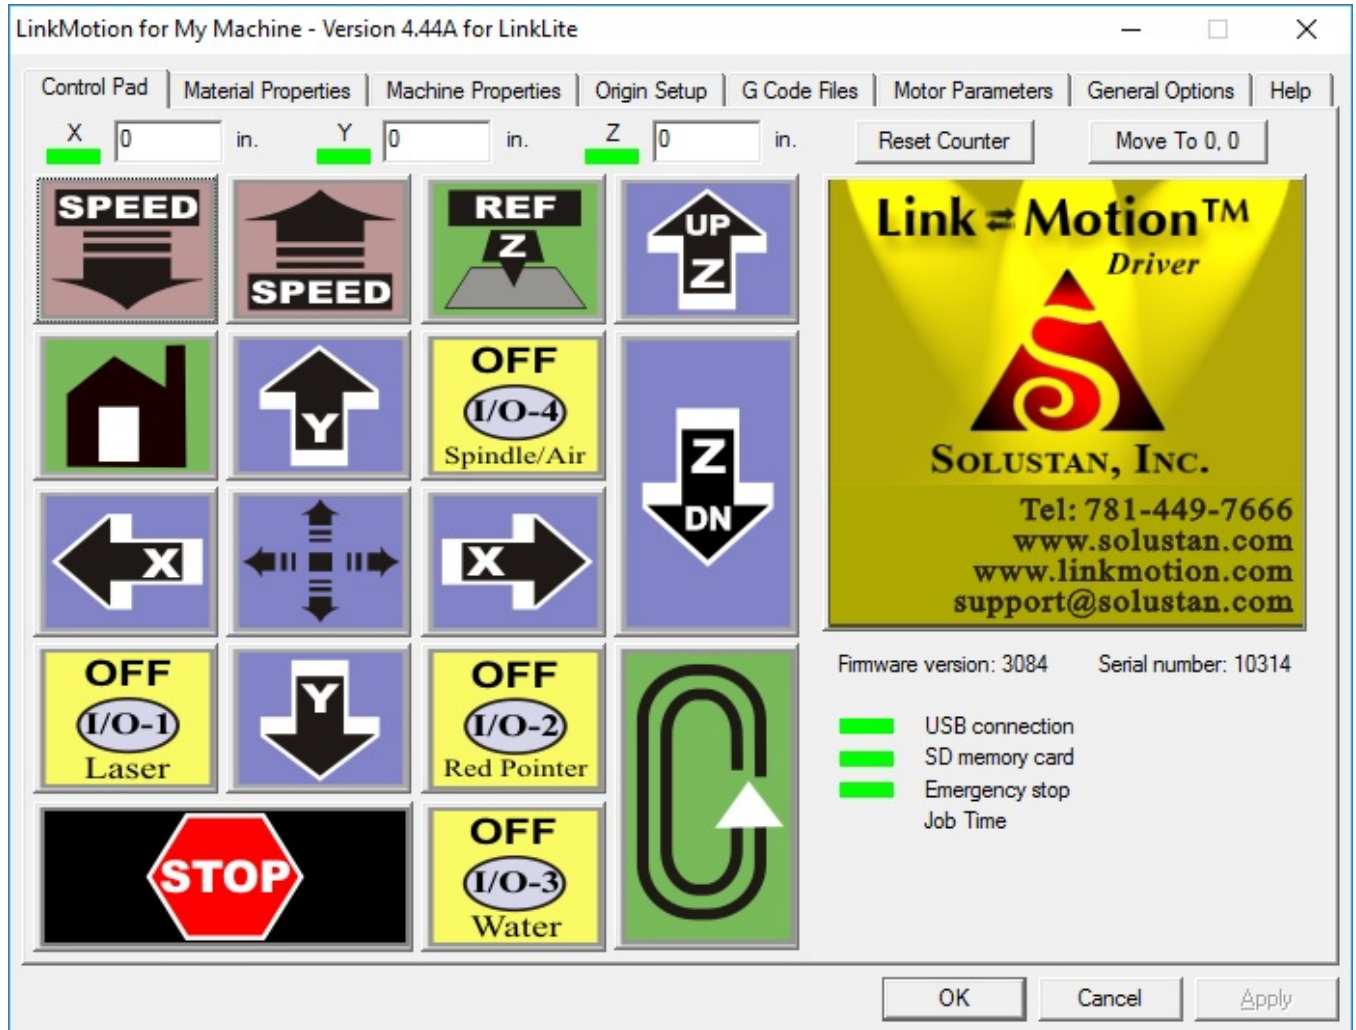 LinkMotion for My Machine - Version 4.44A for LinkLite
Control Pad Material Properties Machine Properties Origin Setup G Code Files Motor Parameters General Options Help
X 0 in. Y 0 in. Z 0 in. Reset Counter Move To 0, 0
SPEED
SPEED
REF
Z
UP
Z
Link ⇄ Motion™
Driver
SOLUSTAN, INC.
Tel: 781-449-7666
www.solustan.com
www.linkmotion.com
support@solustan.com
Y
OFF
I/O-4
Spindle/Air
Z
DN
X
X
OFF
I/O-1
Laser
Y
OFF
I/O-2
Red Pointer
Firmware version: 3084 Serial number: 10314
USB connection
SD memory card
Emergency stop
Job Time
STOP
OFF
I/O-3
Water
OK Cancel Apply